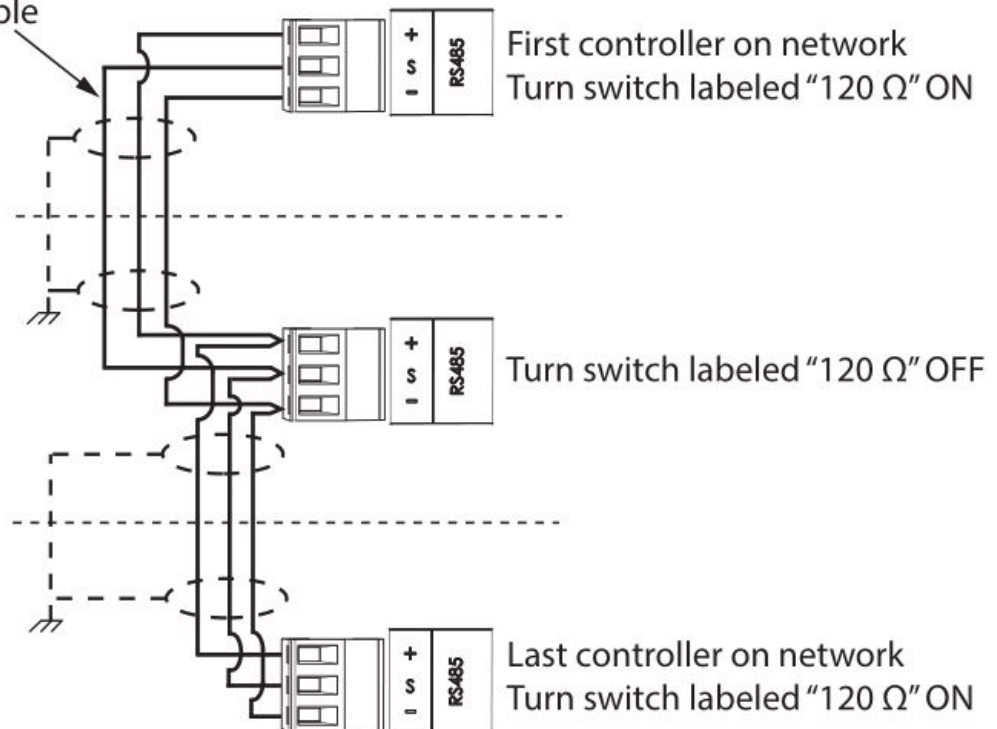 +
S
-
RS485
First controller on network
Turn switch labeled “120 Ω” ON
+
S
-
RS485
Turn switch labeled “120 Ω” OFF
+
S
-
RS485
Last controller on network
Turn switch labeled “120 Ω” ON